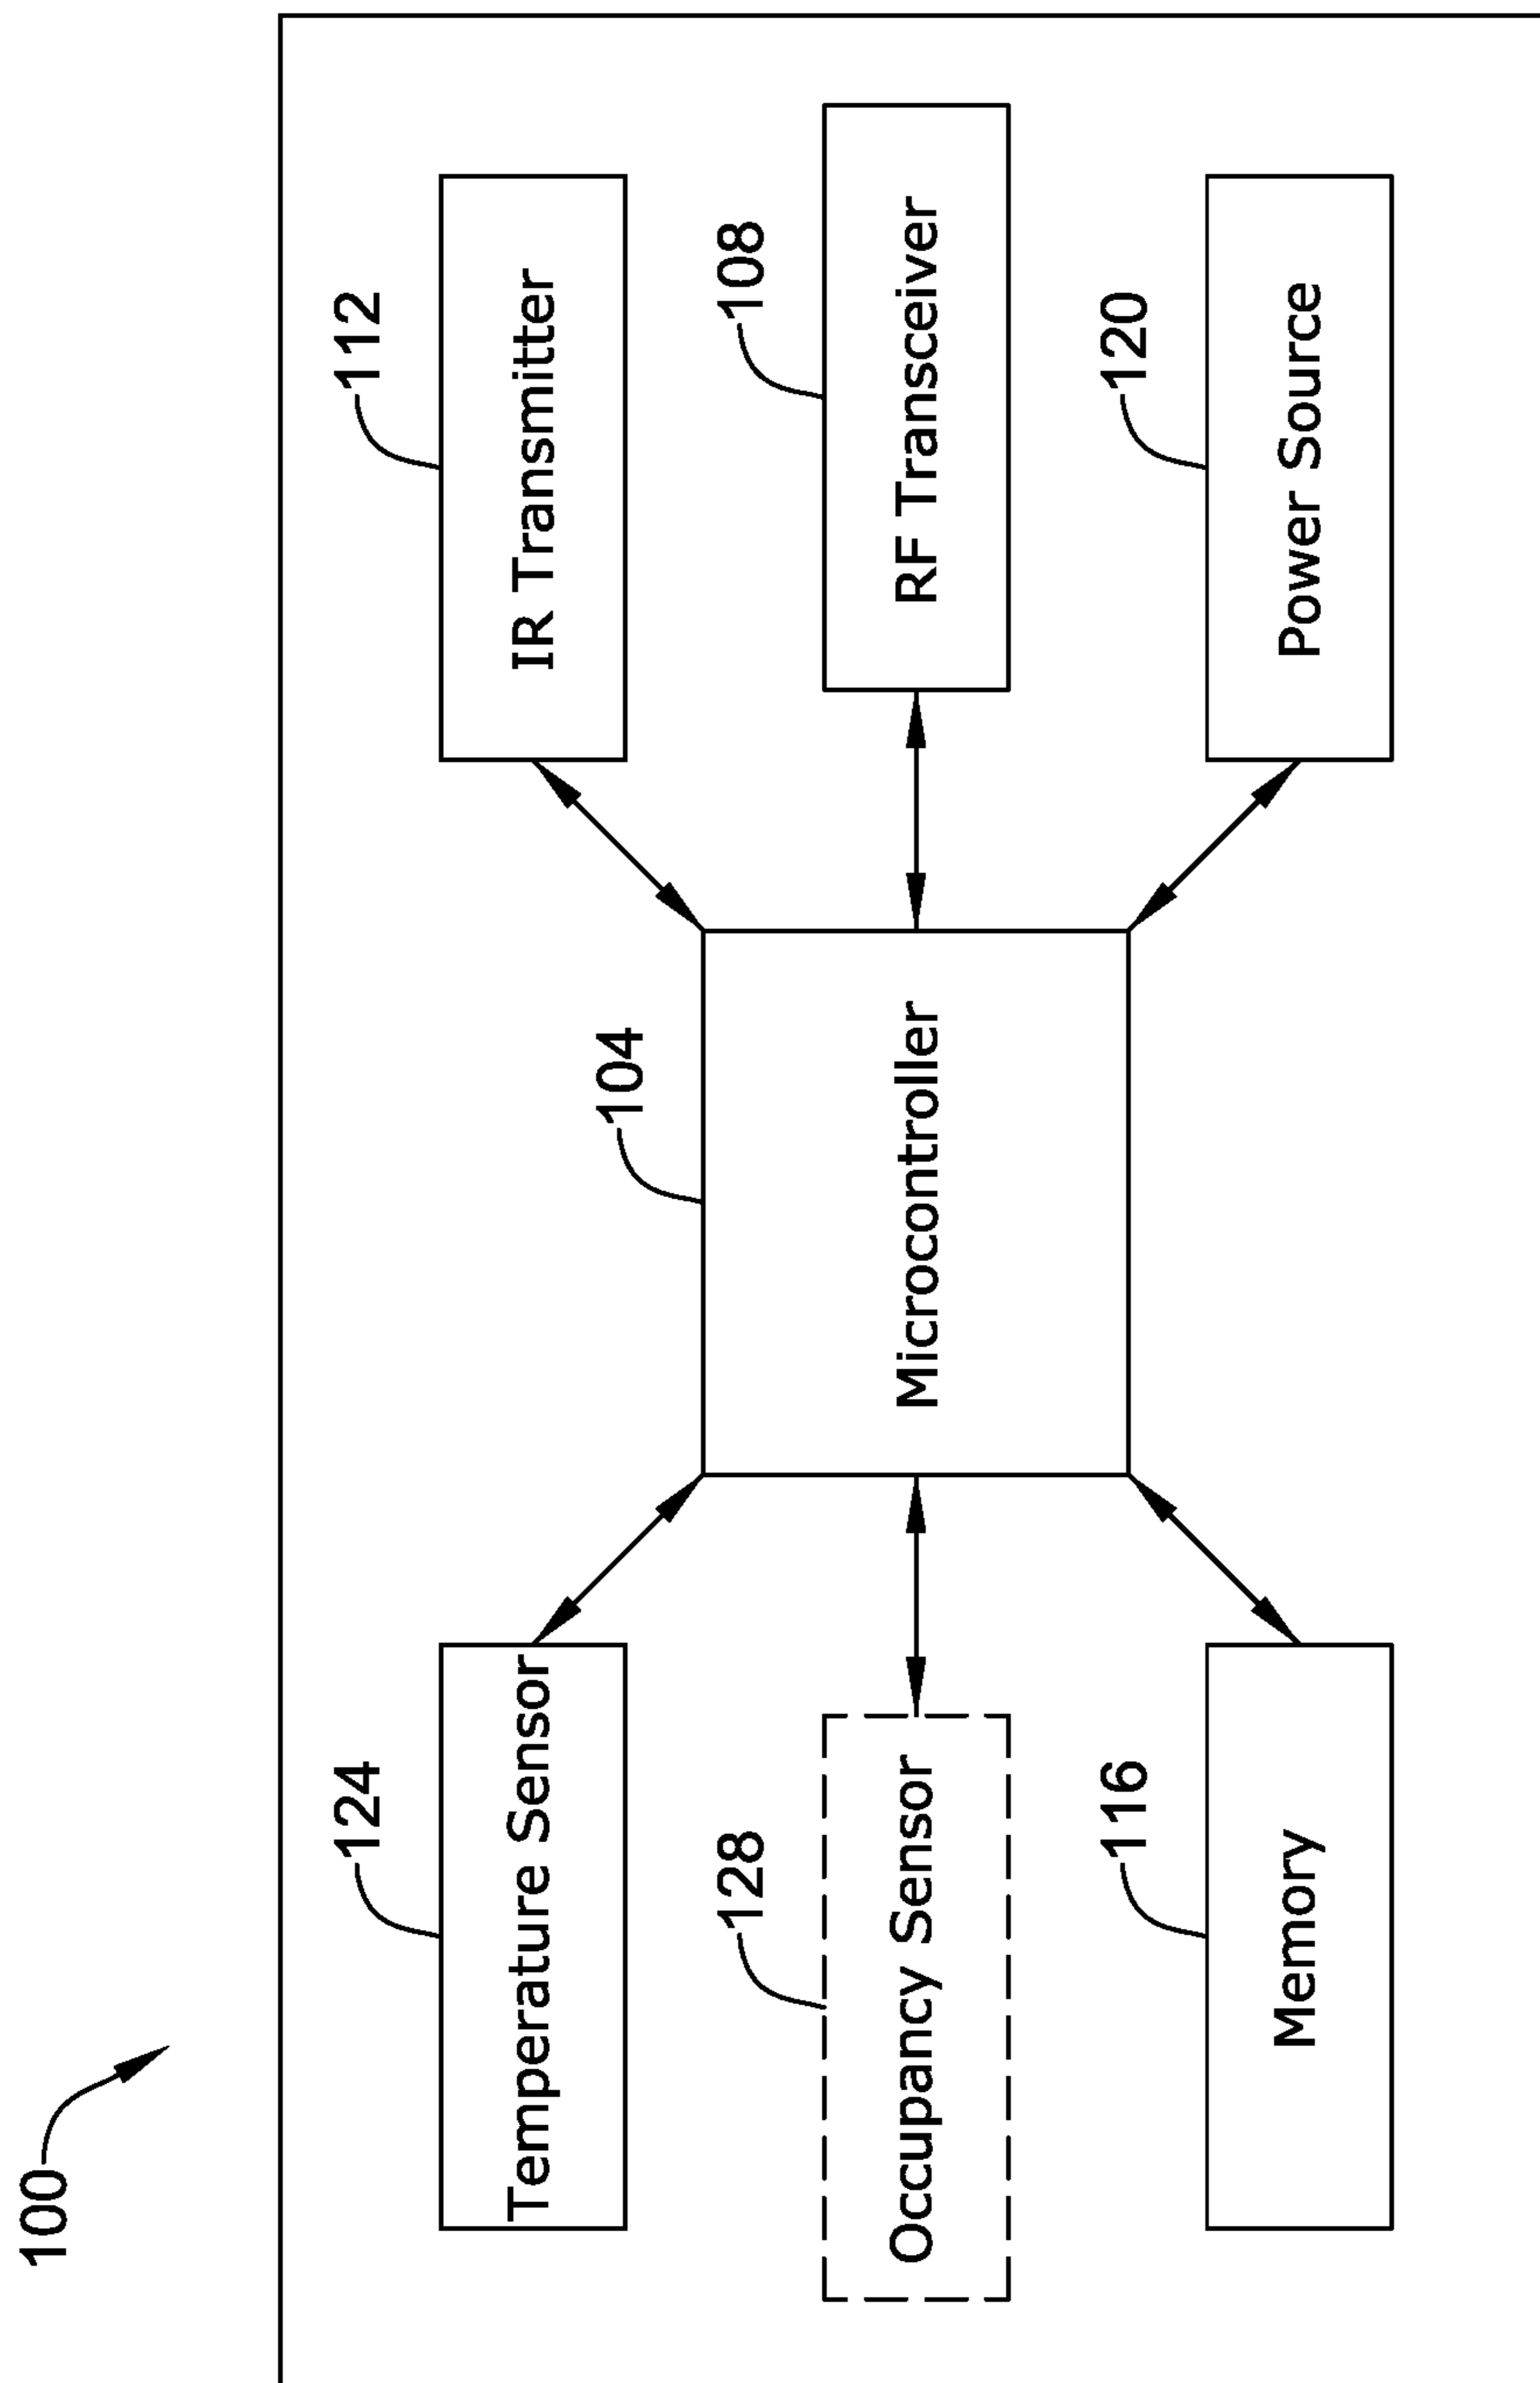 100
124
Temperature Sensor
112
IR Transmitter
104
Microcontroller
128
Occupancy Sensor
108
RF Transceiver
116
Memory
120
Power Source